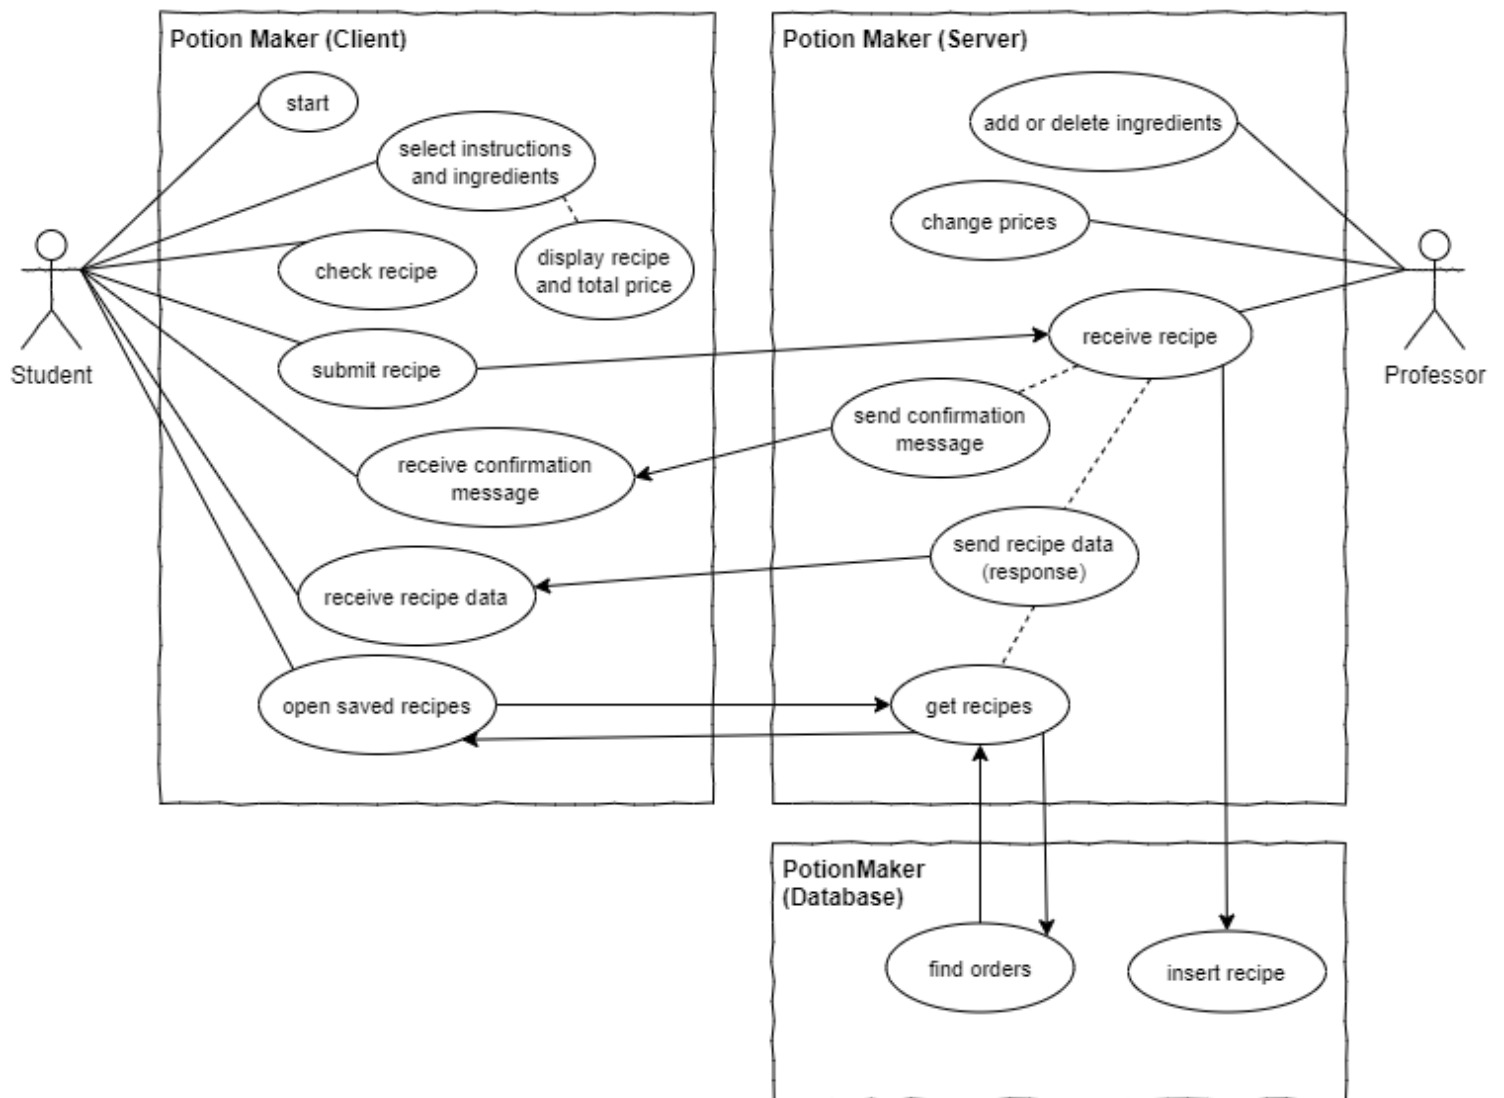 Potion Maker (Client)
start
select instructions
and ingredients
display recipe
and total price
check recipe
submit recipe
receive confirmation
message
receive recipe data
open saved recipes
Student
Potion Maker (Server)
add or delete ingredients
change prices
receive recipe
send confirmation
message
send recipe data
(response)
get recipes
Professor
PotionMaker
(Database)
find orders
insert recipe